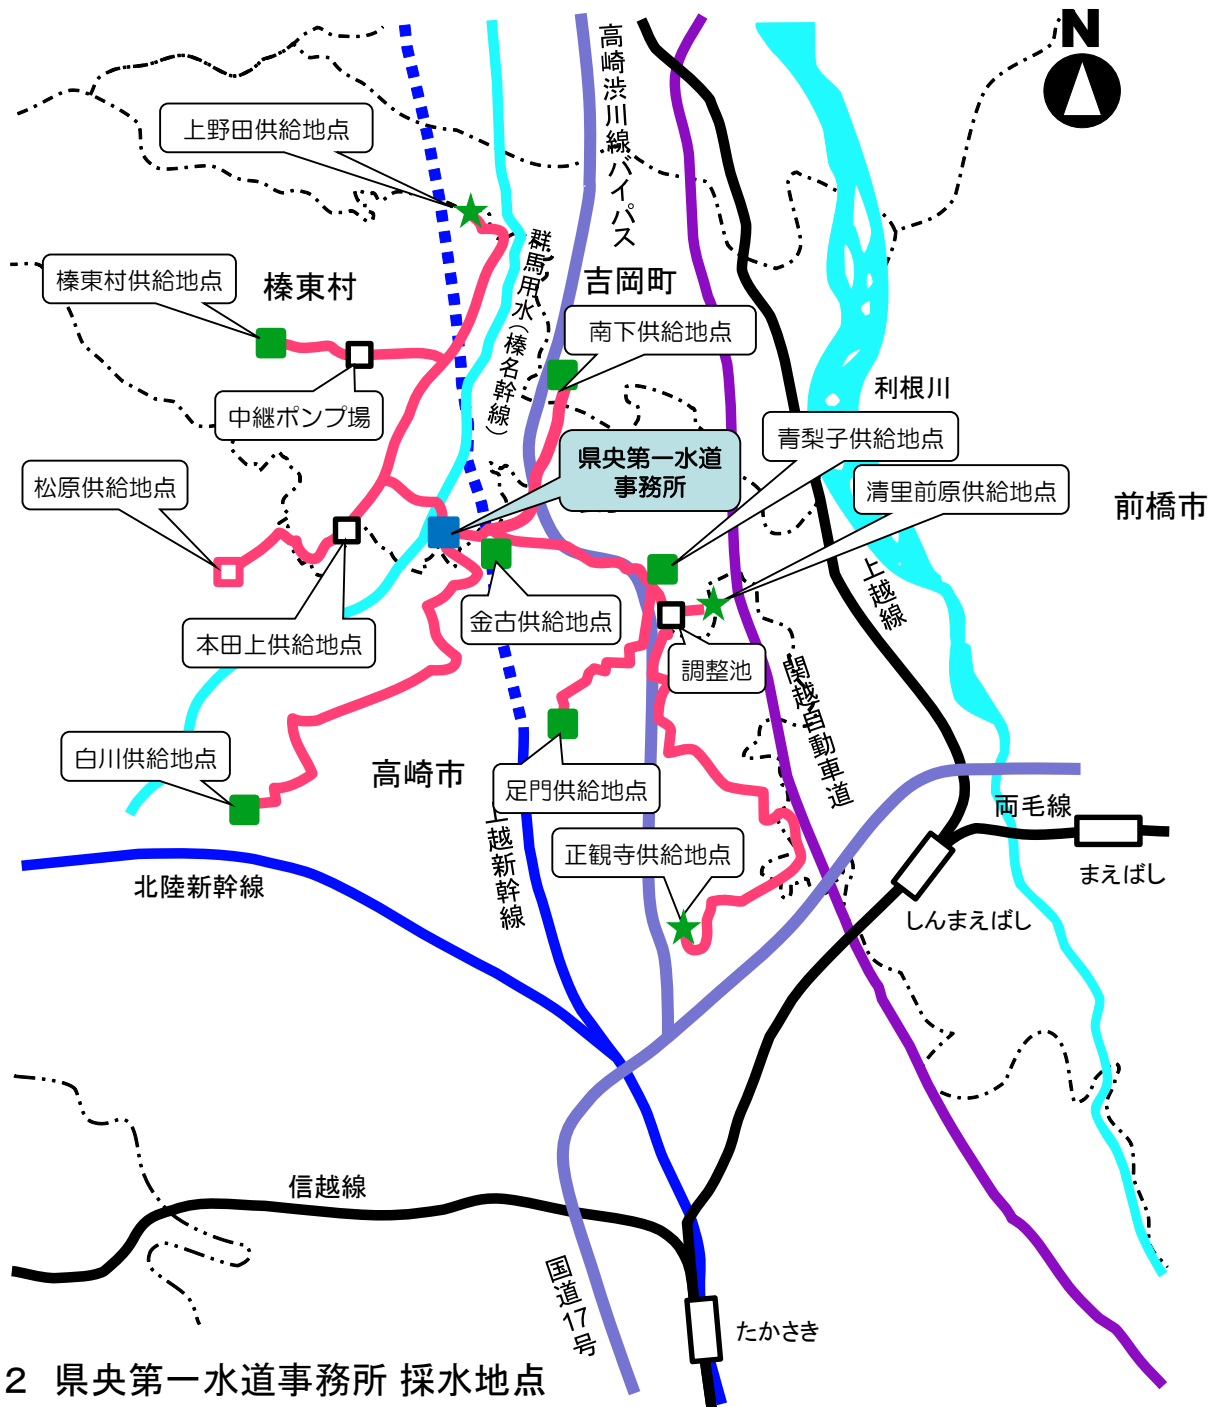 N
高崎渋川線バイパス
上野田供給地点
群馬用水(榛名幹線)
榛東村供給地点
榛東村
吉岡町
南下供給地点
利根川
中継ポンプ場
青梨子供給地点
県央第一水道
事務所
松原供給地点
清里前原供給地点
前橋市
上越線
金古供給地点
本田上供給地点
調整池
関越自動車道
白川供給地点
高崎市
足門供給地点
両毛線
上越新幹線
正観寺供給地点
まえばし
北陸新幹線
しんまえばし
信越線
国道17号
たかさき
2 県央第一水道事務所 採水地点